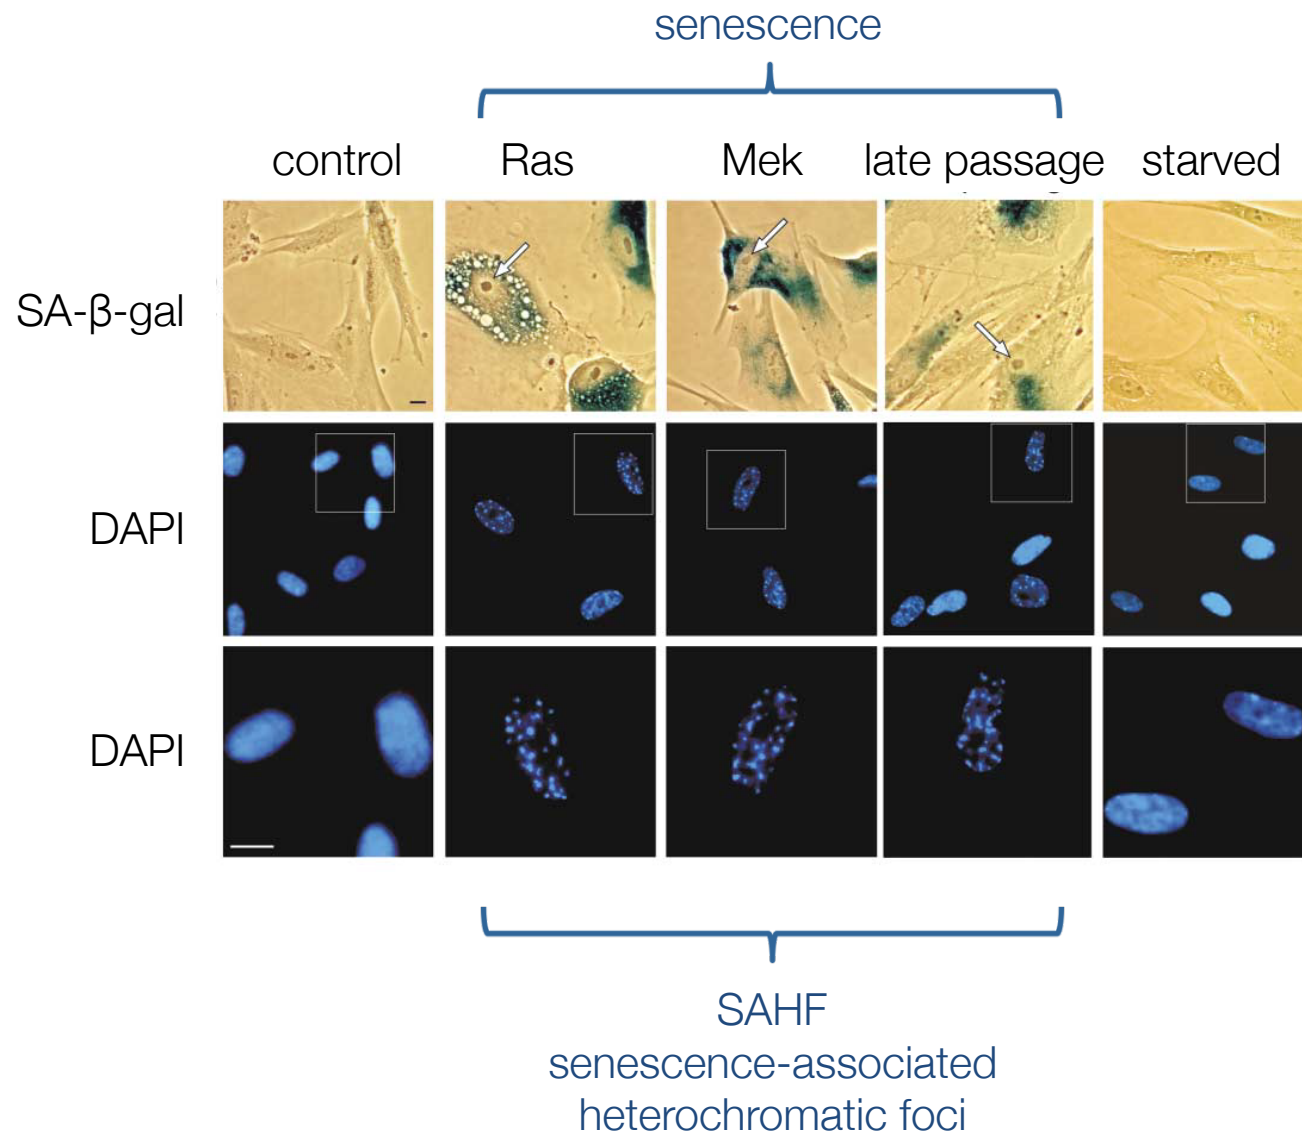 senescence
control Ras Mek late passage starved
SA-β-gal
DAPI
DAPI
SAHF
senescence-associated
heterochromatic foci